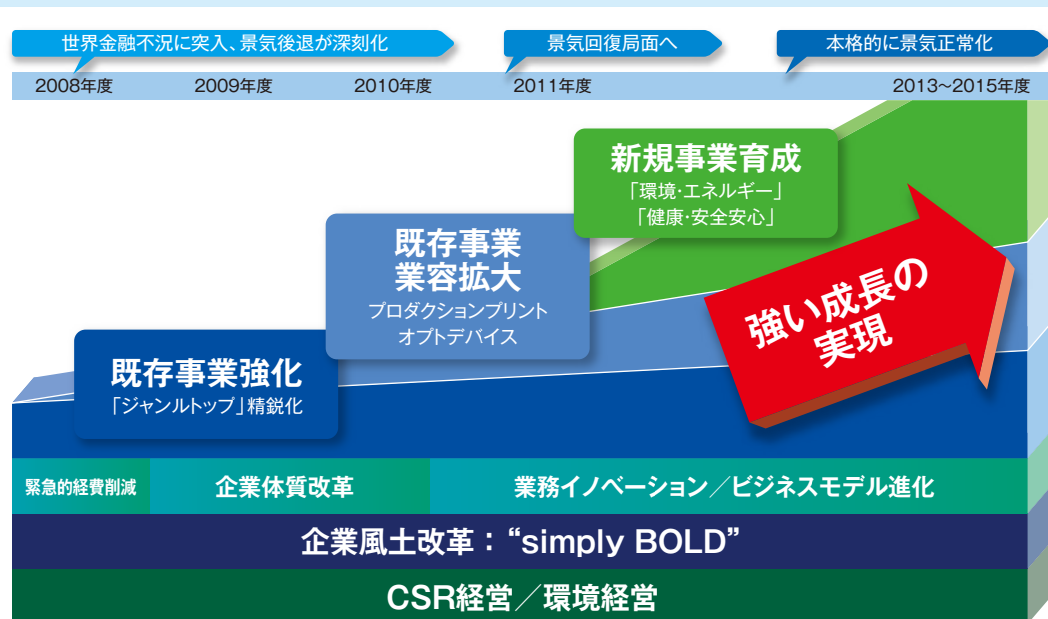 世界金融不況に突入、景気後退が深刻化
景気回復局面へ
本格的に景気正常化
2008年度
2009年度
2010年度
2011年度
2013~2015年度
新規事業育成
「環境・エネルギー」
「健康・安全安心」
既存事業
業容拡大
プロダクションプリント
オプトデバイス
既存事業強化
「ジャンルトップ」精鋭化
強い成長の
実現
緊急的経費削減
企業体質改革
業務イノベーション／ビジネスモデル進化
企業風土改革：“simply BOLD”
CSR経営／環境経営